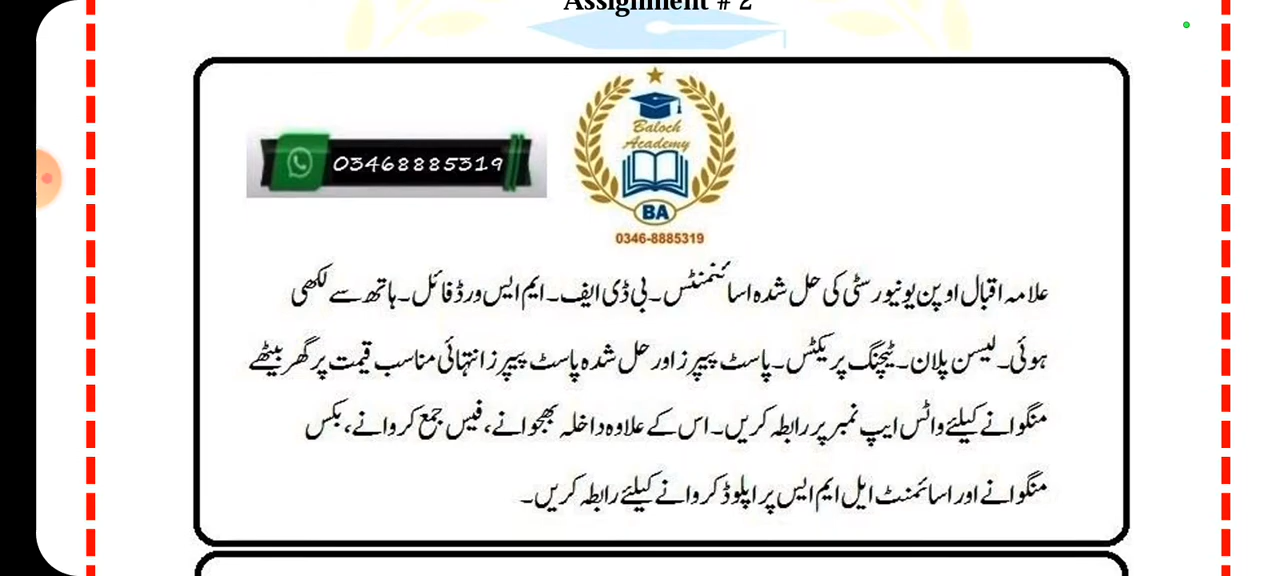 Assignment # 2
03468885319
Baloch
Academy
BA
0346-8885319
علامہ اقبال اوپن یونیورسٹی کی حل شدہ اسائنمنٹس۔ پی ڈی ایف۔ ایم ایس ورڈ فائل۔ ہاتھ سے لکھی
ہوئی۔ لیسن پلان۔ ٹیچنگ پریکٹس۔ پاسٹ پیپرز اور حل شدہ پاسٹ پیپرز انتہائی مناسب قیمت پر گھر بیٹھے
منگوانے کیلئے واٹس ایپ نمبر پر رابطہ کریں۔ اس کے علاوہ داخلہ بھجوانے، فیس جمع کروانے، بکس
منگوانے اور اسائمنٹ ایل ایم ایس پر اپلوڈ کروانے کیلئے رابطہ کریں۔